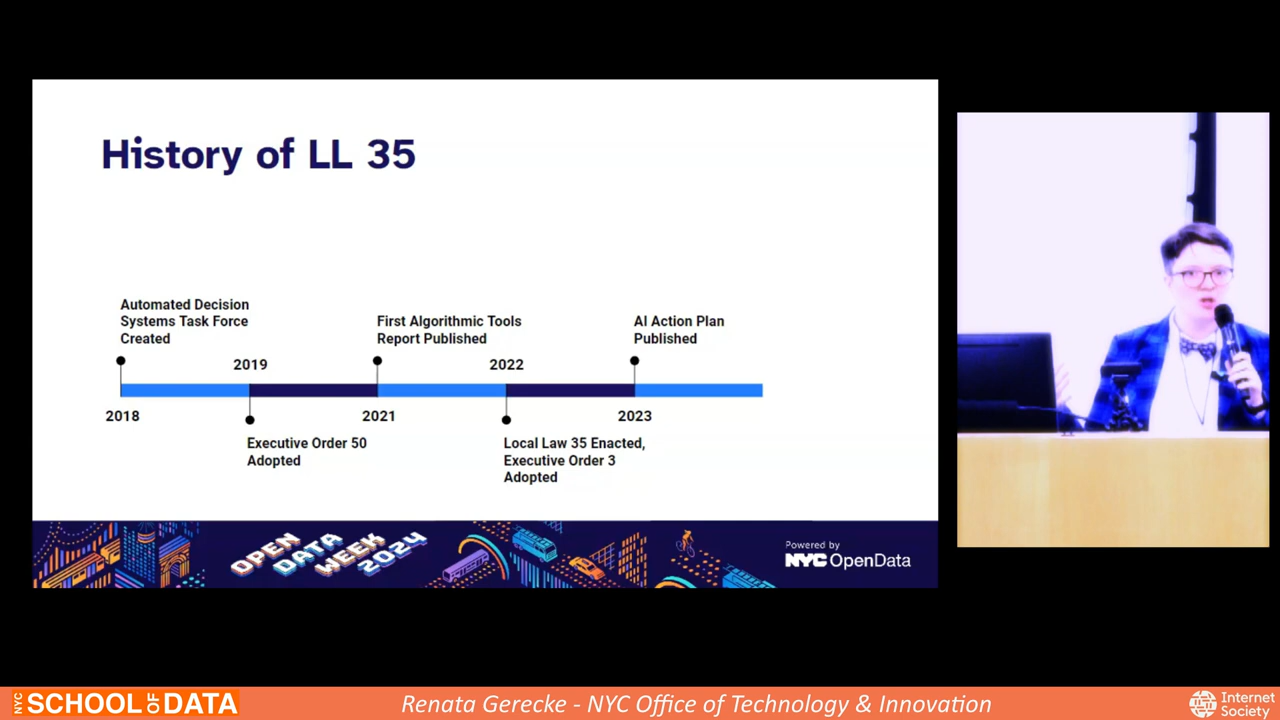 History of LL 35
Automated Decision
Systems Task Force
Created
First Algorithmic Tools
Report Published
AI Action Plan
Published
2019
2022
2018
2021
2023
Executive Order 50
Adopted
Local Law 35 Enacted,
Executive Order 3
Adopted
OPEN
DATA
WEEK
2024
Powered by
NYC OpenData
NYC SCHOOL OF DATA
Renata Gerecke - NYC Office of Technology & Innovation
Internet
Society